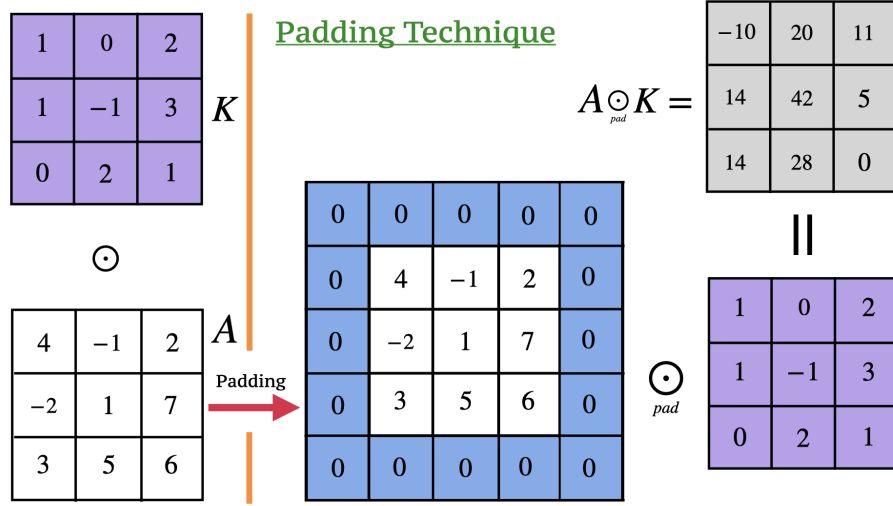 Padding Technique
1 0 2
1 −1 3
0 2 1
K
⊙
4 −1 2
−2 1 7
3 5 6
A
Padding
0 0 0 0 0
0 4 −1 2 0
0 −2 1 7 0
0 3 5 6 0
0 0 0 0 0
A ⊙ K =
pad
−10 20 11
14 42 5
14 28 0
=
⊙
pad
1 0 2
1 −1 3
0 2 1